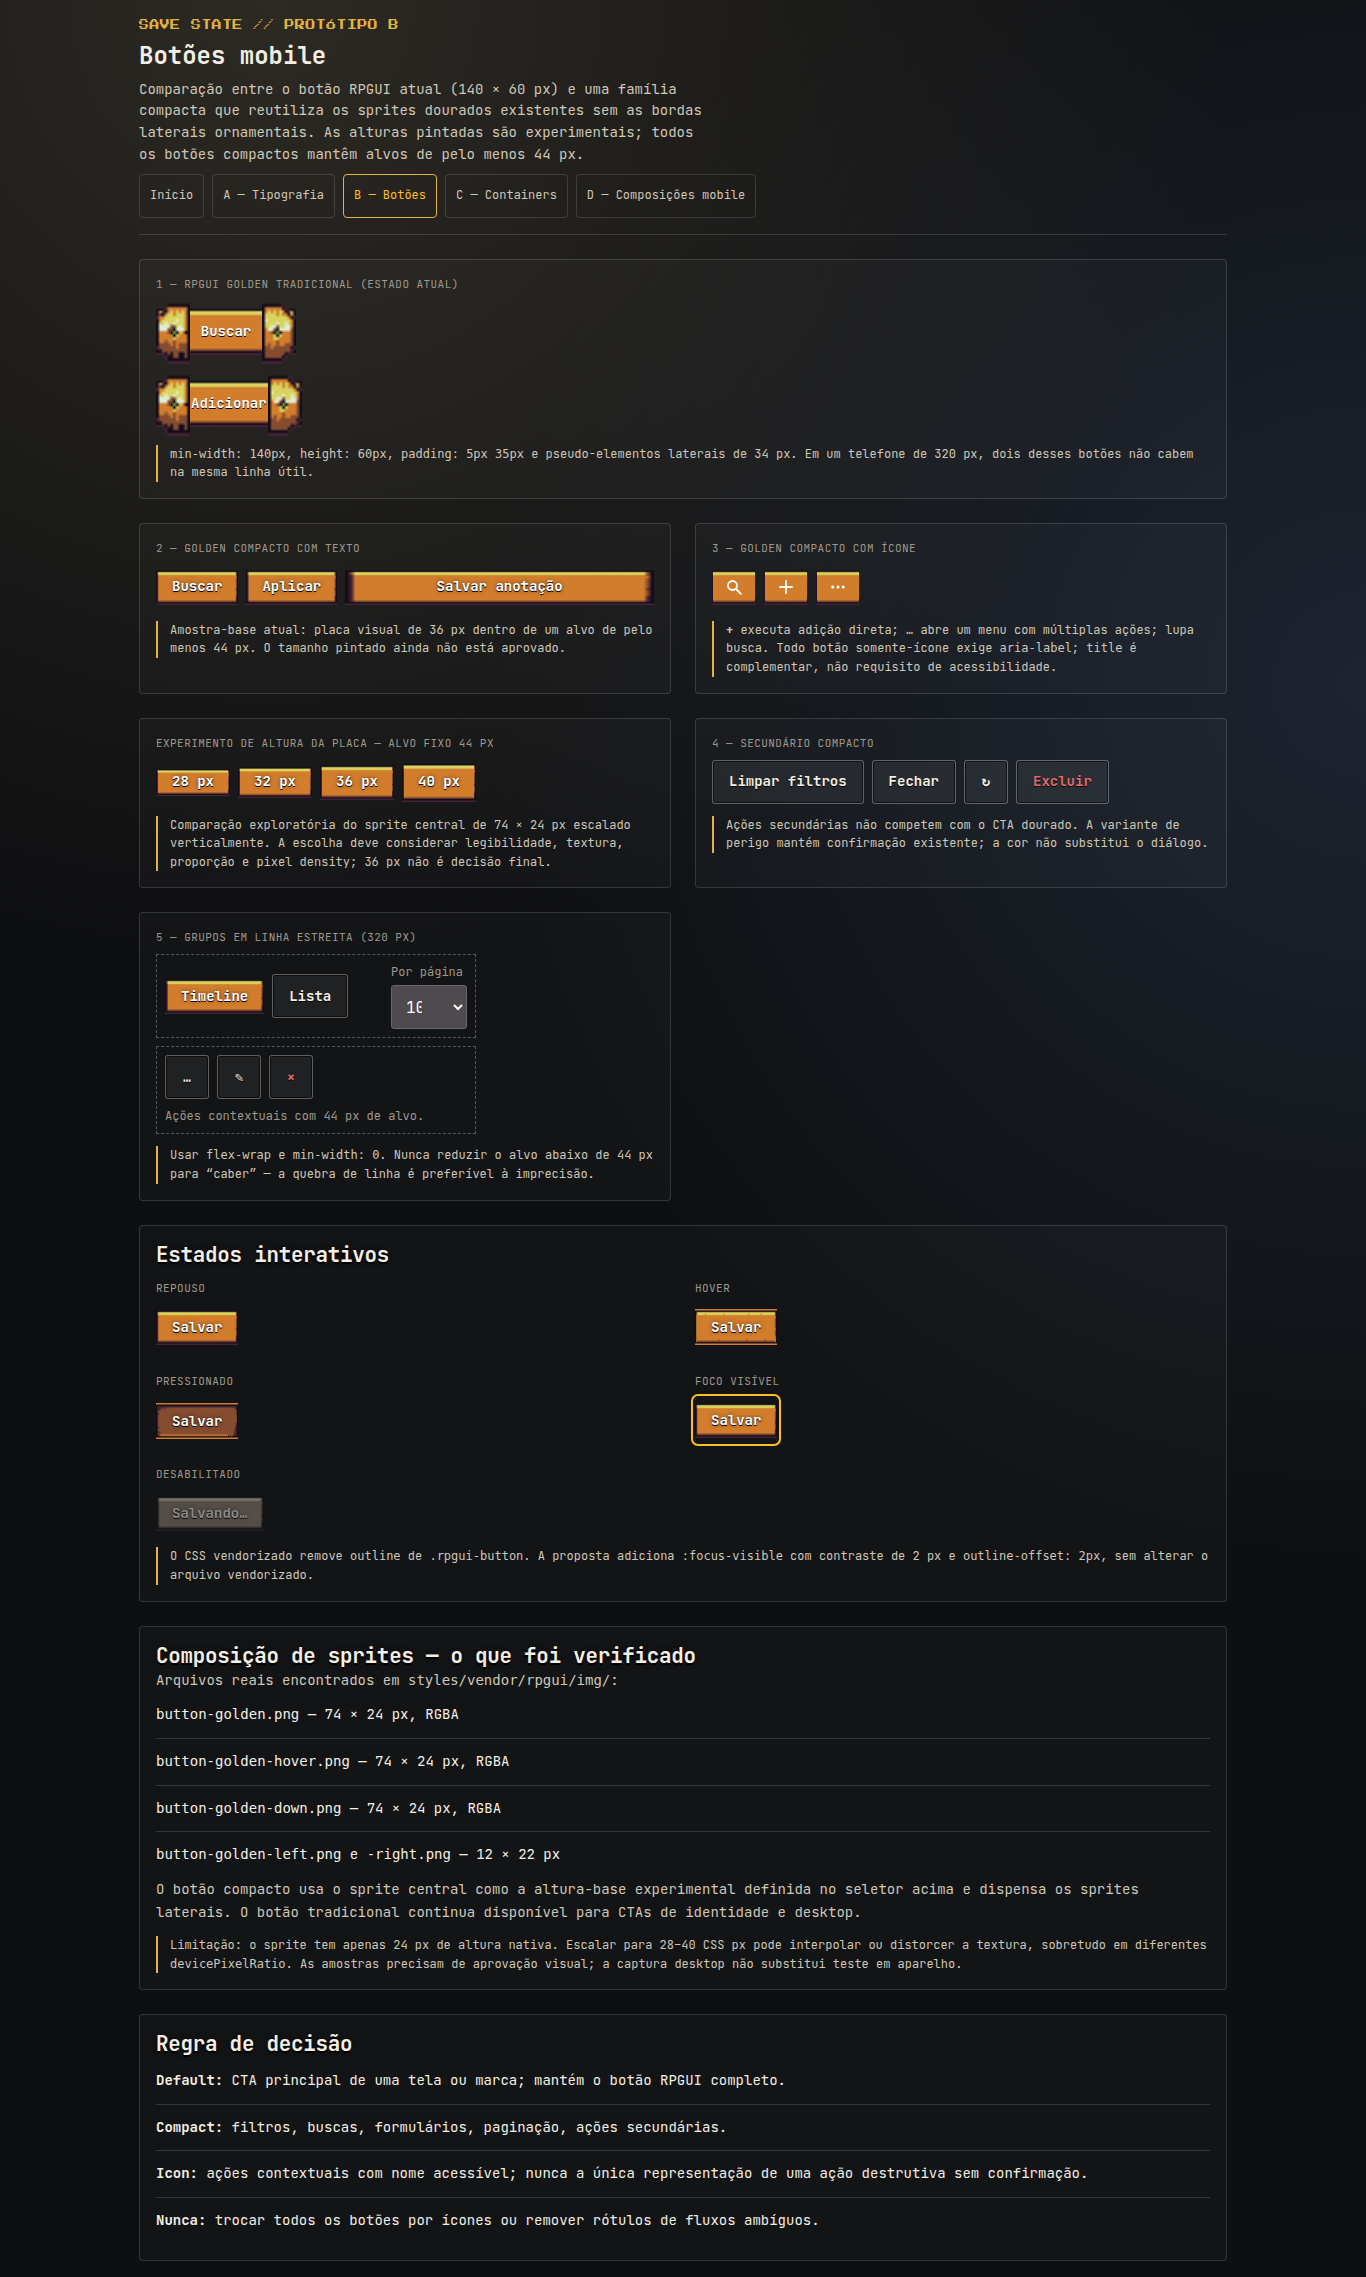 SAVE STATE // PROTÓTIPO B
Botões mobile
Comparação entre o botão RPGUI atual (140 × 60 px) e uma família
compacta que reutiliza os sprites dourados existentes sem as bordas
laterais ornamentais. As alturas pintadas são experimentais; todos
os botões compactos mantêm alvos de pelo menos 44 px.
Início
A — Tipografia
B — Botões
C — Containers
D — Composições mobile
1 — RPGUI GOLDEN TRADICIONAL (ESTADO ATUAL)
Buscar
Adicionar
min-width: 140px, height: 60px, padding: 5px 35px e pseudo-elementos laterais de 34 px. Em um telefone de 320 px, dois desses botões não cabem
na mesma linha útil.
2 — GOLDEN COMPACTO COM TEXTO
Buscar
Aplicar
Salvar anotação
Amostra-base atual: placa visual de 36 px dentro de um alvo de pelo
menos 44 px. O tamanho pintado ainda não está aprovado.
3 — GOLDEN COMPACTO COM ÍCONE
+ executa adição direta; … abre um menu com múltiplas ações; lupa
busca. Todo botão somente-ícone exige aria-label; title é
complementar, não requisito de acessibilidade.
EXPERIMENTO DE ALTURA DA PLACA — ALVO FIXO 44 PX
28 px
32 px
36 px
40 px
Comparação exploratória do sprite central de 74 × 24 px escalado
verticalmente. A escolha deve considerar legibilidade, textura,
proporção e pixel density; 36 px não é decisão final.
4 — SECUNDÁRIO COMPACTO
Limpar filtros
Fechar
↻
Excluir
Ações secundárias não competem com o CTA dourado. A variante de
perigo mantém confirmação existente; a cor não substitui o diálogo.
5 — GRUPOS EM LINHA ESTREITA (320 PX)
Timeline
Lista
Por página
10
…
✎
×
Ações contextuais com 44 px de alvo.
Usar flex-wrap e min-width: 0. Nunca reduzir o alvo abaixo de 44 px
para “caber” — a quebra de linha é preferível à imprecisão.
Estados interativos
REPOUSO
Salvar
HOVER
Salvar
PRESSIONADO
Salvar
FOCO VISÍVEL
Salvar
DESABILITADO
Salvando…
O CSS vendorizado remove outline de .rpgui-button. A proposta adiciona :focus-visible com contraste de 2 px e outline-offset: 2px, sem alterar o
arquivo vendorizado.
Composição de sprites — o que foi verificado
Arquivos reais encontrados em styles/vendor/rpgui/img/:
button-golden.png — 74 × 24 px, RGBA
button-golden-hover.png — 74 × 24 px, RGBA
button-golden-down.png — 74 × 24 px, RGBA
button-golden-left.png e -right.png — 12 × 22 px
O botão compacto usa o sprite central como a altura-base experimental definida no seletor acima e dispensa os sprites
laterais. O botão tradicional continua disponível para CTAs de identidade e desktop.
Limitação: o sprite tem apenas 24 px de altura nativa. Escalar para 28–40 CSS px pode interpolar ou distorcer a textura, sobretudo em diferentes
devicePixelRatio. As amostras precisam de aprovação visual; a captura desktop não substitui teste em aparelho.
Regra de decisão
Default: CTA principal de uma tela ou marca; mantém o botão RPGUI completo.
Compact: filtros, buscas, formulários, paginação, ações secundárias.
Icon: ações contextuais com nome acessível; nunca a única representação de uma ação destrutiva sem confirmação.
Nunca: trocar todos os botões por ícones ou remover rótulos de fluxos ambíguos.